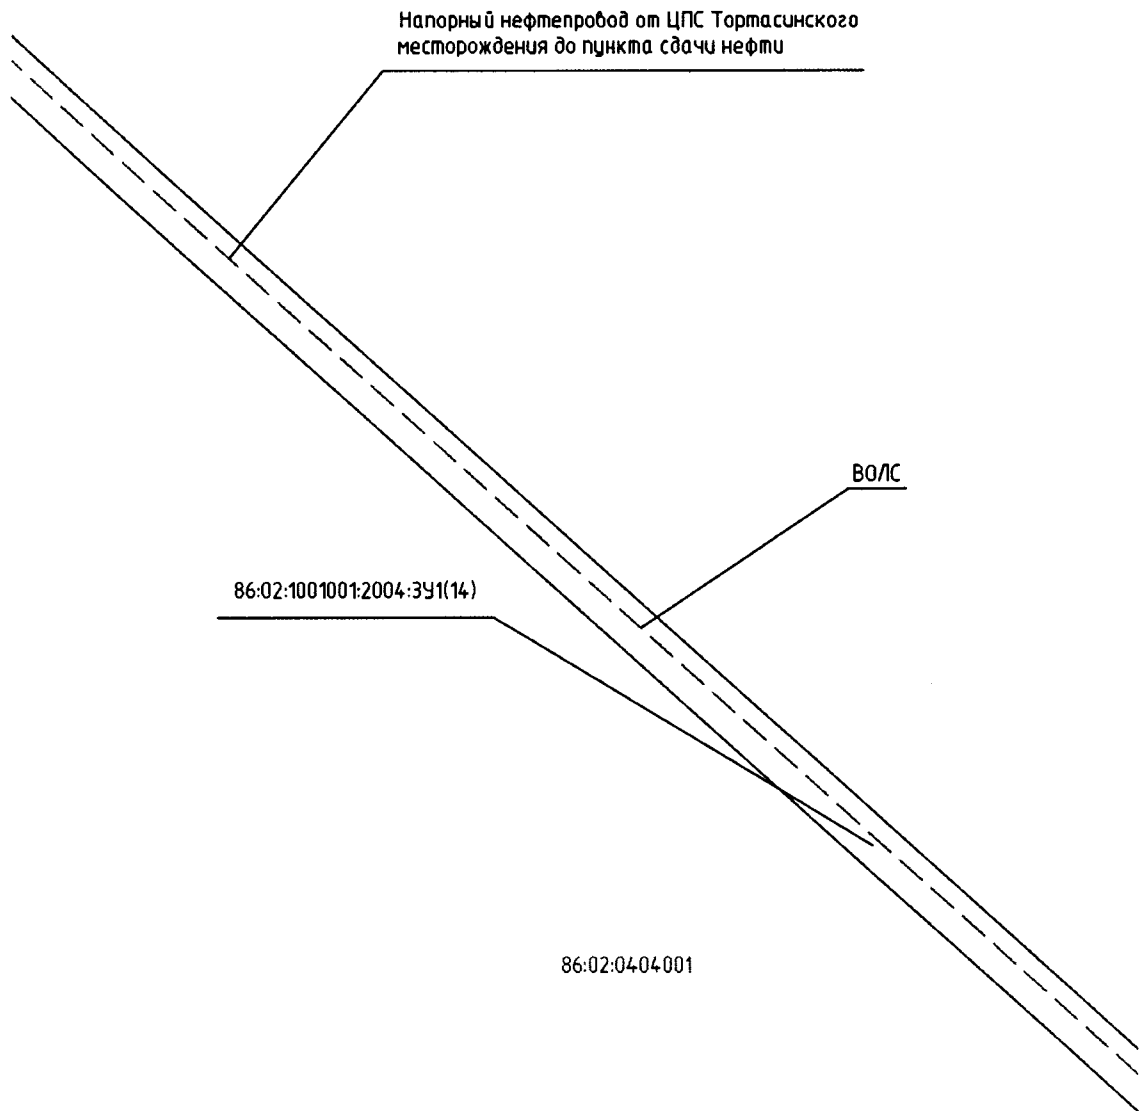 Напорный нефтепровод от ЦПС Тортасинского
месторождения до пункта сдачи нефти
ВОЛС
86:02:1001001:2004:ЗУ1(14)
86:02:0404001